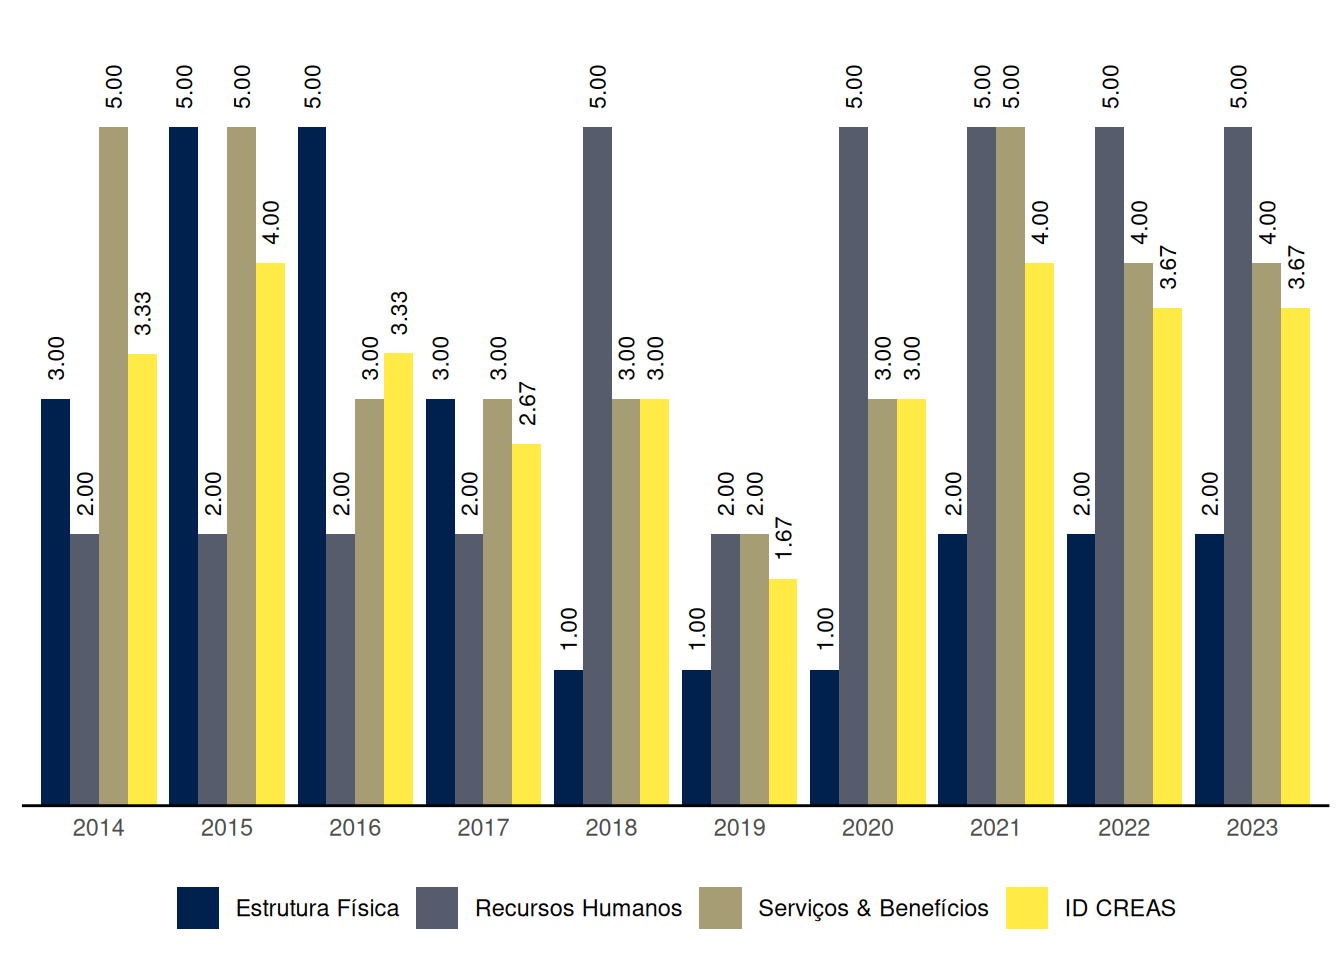 5.00 5.00 5.00 5.00 5.00 5.00 5.00 5.00 5.00 5.00
4.00 4.00 4.00 4.00
3.67 3.67
3.33 3.33
3.00 3.00 3.00 3.00 3.00 3.00 3.00 3.00
2.67
2.00 2.00 2.00 2.00 2.00 2.00 2.00 2.00 2.00
1.67
1.00 1.00 1.00
2014 2015 2016 2017 2018 2019 2020 2021 2022 2023
Estrutura Física Recursos Humanos Serviços & Benefícios ID CREAS